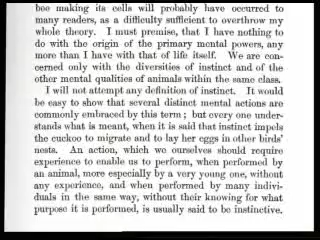 bee making its cells will probably have occurred to
many readers, as a difficulty sufficient to overthrow my
whole theory. I must premise, that I have nothing to
do with the origin of the primary mental powers, any
more than I have with that of life itself. We are con-
cerned only with the diversities of instinct and of the
other mental qualities of animals within the same class.
I will not attempt any definition of instinct. It would
be easy to show that several distinct mental actions are
commonly embraced by this term; but every one under-
stands what is meant, when it is said that instinct impels
the cuckoo to migrate and to lay her eggs in other birds'
nests. An action, which we ourselves should require
experience to enable us to perform, when performed by
an animal, more especially by a very young one, without
any experience, and when performed by many indivi-
duals in the same way, without their knowing for what
purpose it is performed, is usually said to be instinctive.